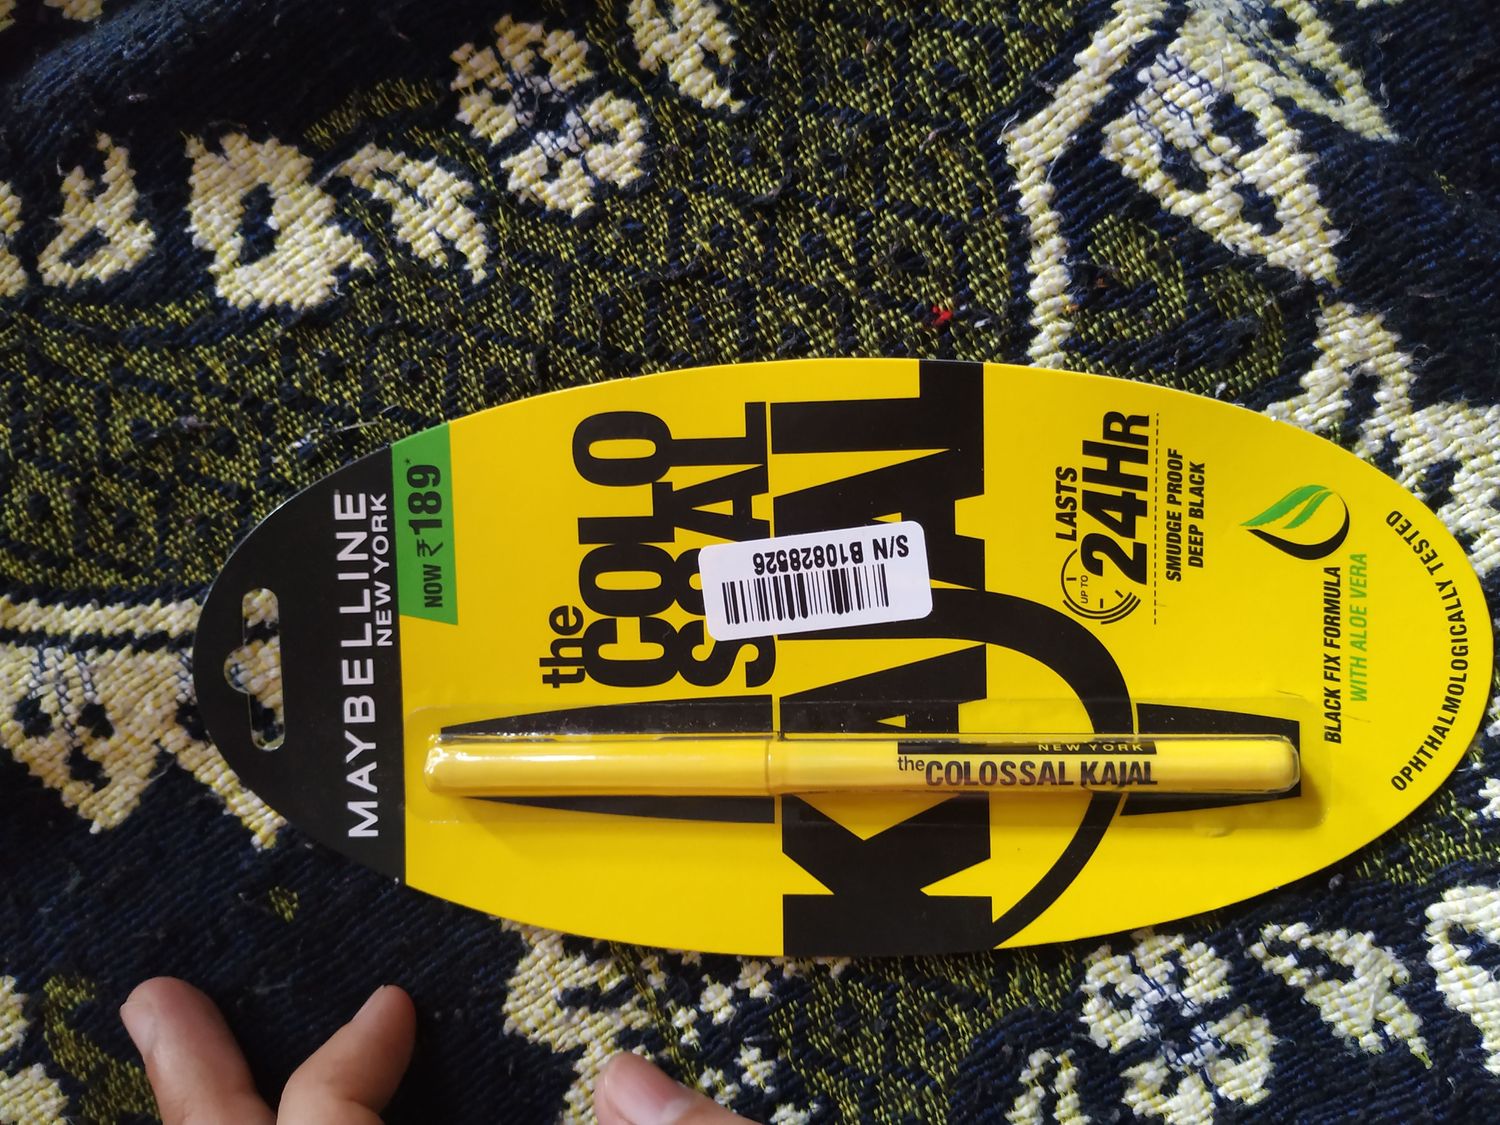 MAYBELLINE
NEW YORK
NOW ₹189*
the
COLO
SSAL
KAJAL
S/N B10828526
UP TO
LASTS
24HR
SMUDGE PROOF
DEEP BLACK
BLACK FIX FORMULA
WITH ALOE VERA
OPHTHALMOLOGICALLY TESTED
NEW YORK
the COLOSSAL KAJAL